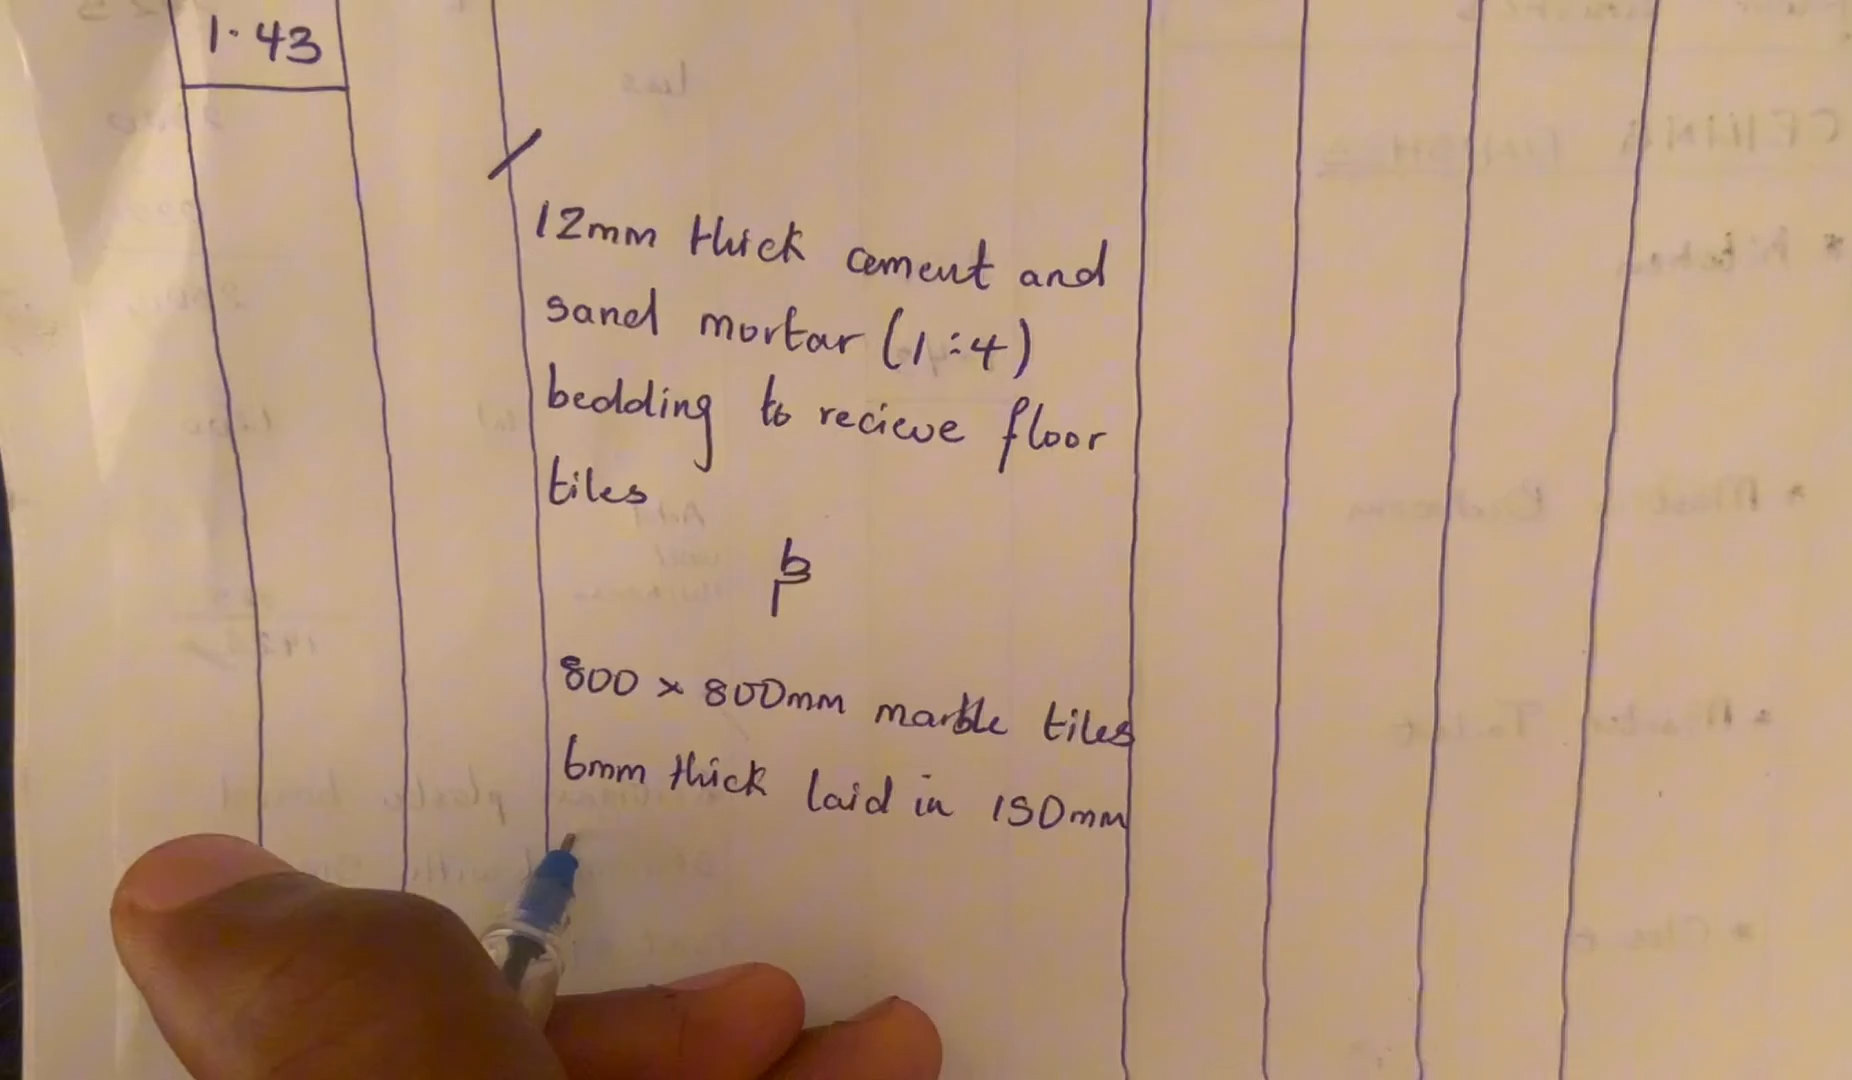 1.43
12mm thick cement and
sand mortar (1:4)
bedding to recieve floor
tiles
&
800 x 800mm marble tiles
6mm thick laid in 150mm